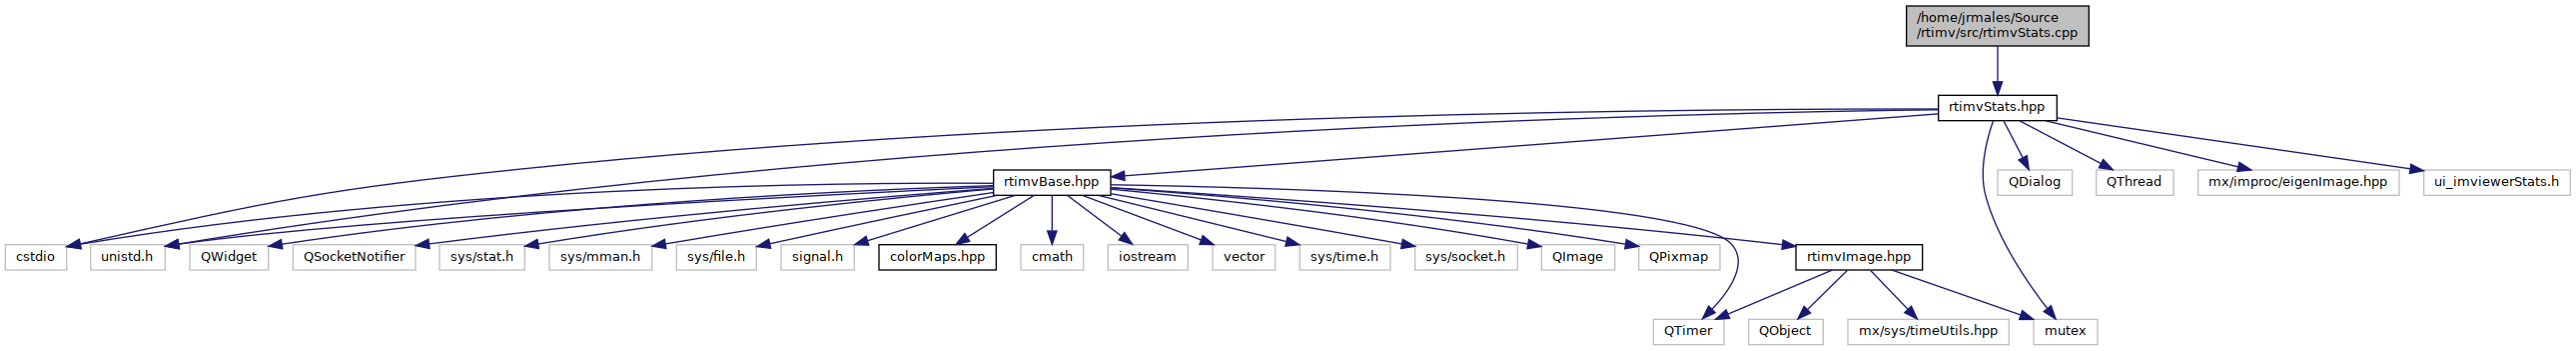 /home/jrmales/Source
/rtimv/src/rtimvStats.cpp
rtimvStats.hpp
rtimvBase.hpp
QDialog
QThread
mx/improc/eigenImage.hpp
ui_imviewerStats.h
cstdio
unistd.h
QWidget
QSocketNotifier
sys/stat.h
sys/mman.h
sys/file.h
signal.h
colorMaps.hpp
cmath
iostream
vector
sys/time.h
sys/socket.h
QImage
QPixmap
rtimvImage.hpp
QTimer
QObject
mx/sys/timeUtils.hpp
mutex